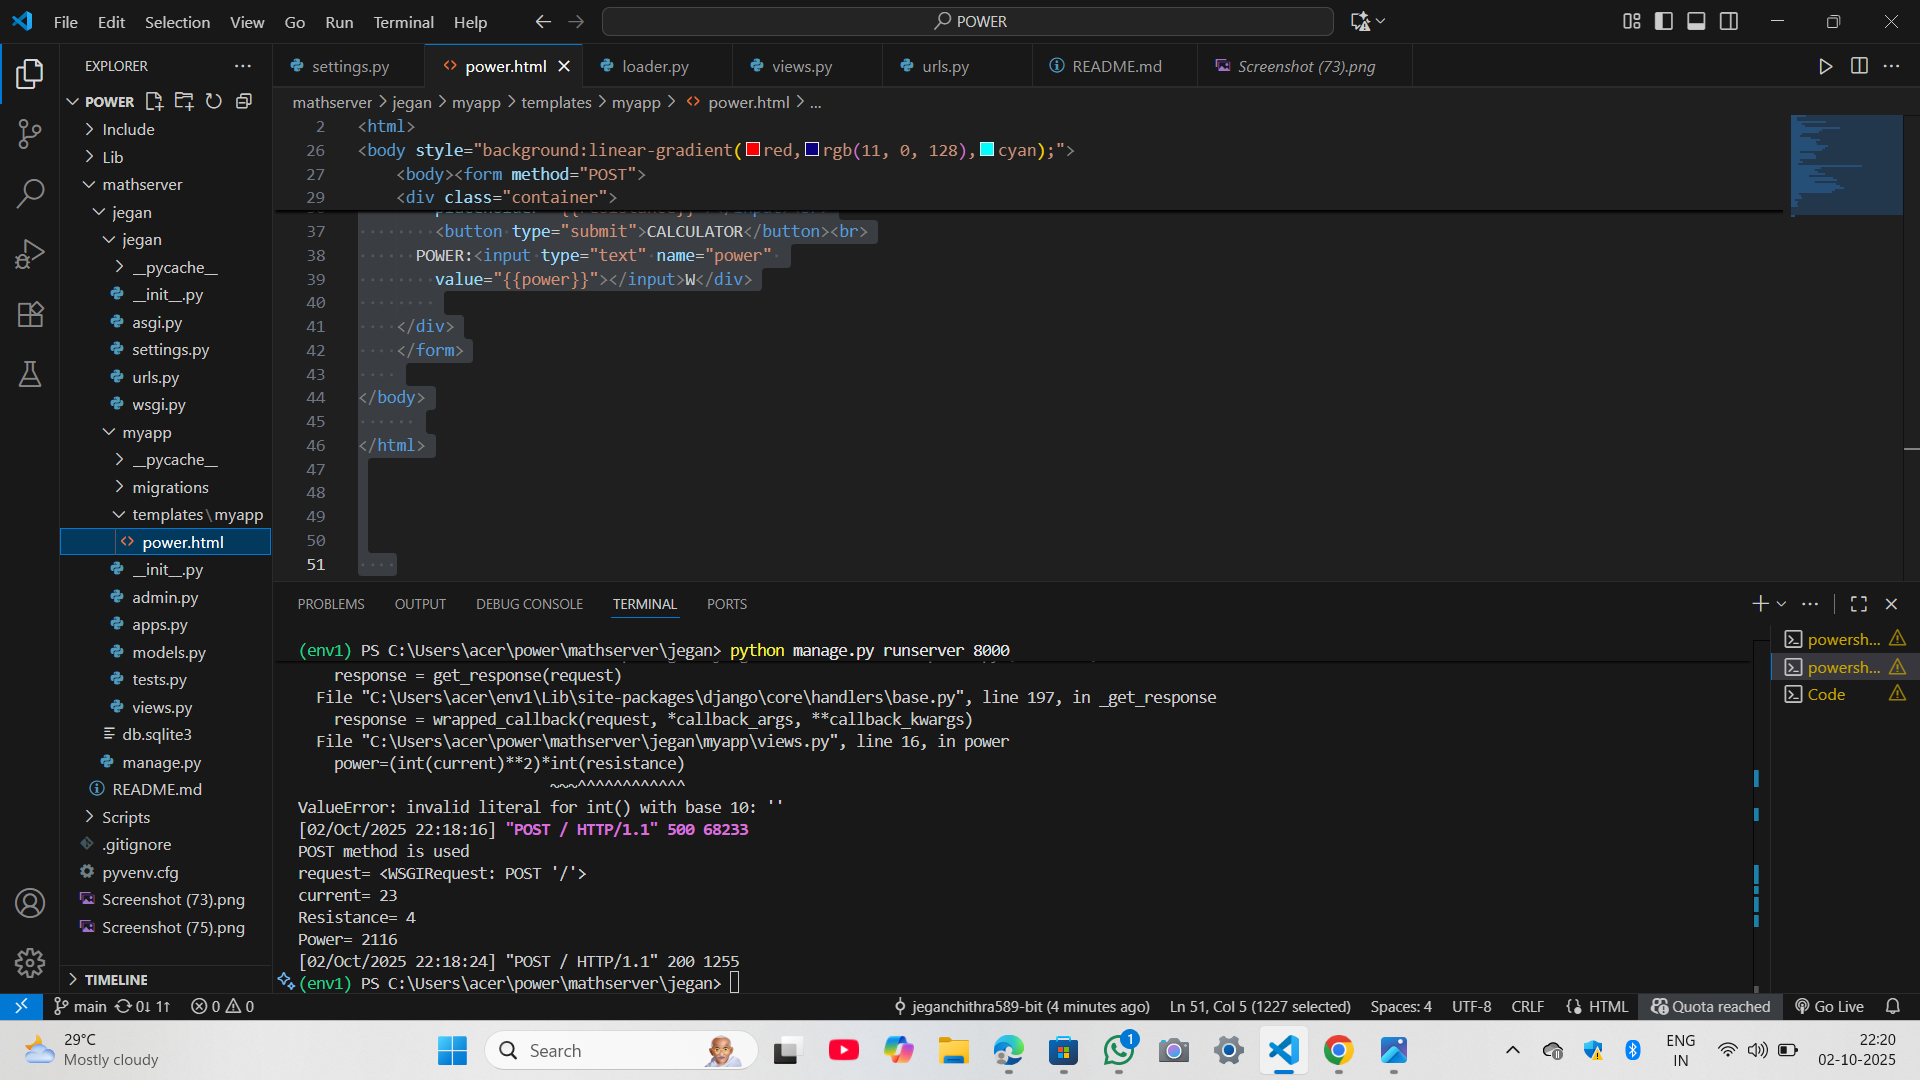 File Edit Selection View Go Run Terminal Help
POWER
EXPLORER
POWER
Include
Lib
mathserver
jegan
jegan
__pycache__
__init__.py
asgi.py
settings.py
urls.py
wsgi.py
myapp
__pycache__
migrations
templates\myapp
power.html
__init__.py
admin.py
apps.py
models.py
tests.py
views.py
db.sqlite3
manage.py
README.md
Scripts
.gitignore
pyvenv.cfg
Screenshot (73).png
Screenshot (75).png
TIMELINE
settings.py
power.html
loader.py
views.py
urls.py
README.md
Screenshot (73).png
mathserver > jegan > myapp > templates > myapp > power.html > ...
2 <html>
26 <body style="background:linear-gradient(red,rgb(11, 0, 128),cyan);">
27 <body><form method="POST">
29 <div class="container">
37 <button type="submit">CALCULATOR</button><br>
38 POWER:<input type="text" name="power"
39 value="{{power}}"></input>W</div>
40
41 </div>
42 </form>
43
44 </body>
45
46 </html>
47
48
49
50
51
PROBLEMS OUTPUT DEBUG CONSOLE TERMINAL PORTS
(env1) PS C:\Users\acer\power\mathserver\jegan> python manage.py runserver 8000
response = get_response(request)
File "C:\Users\acer\env1\Lib\site-packages\django\core\handlers\base.py", line 197, in _get_response
response = wrapped_callback(request, *callback_args, **callback_kwargs)
File "C:\Users\acer\power\mathserver\jegan\myapp\views.py", line 16, in power
power=(int(current)**2)*int(resistance)
~~~^^^^^^^^^^^^
ValueError: invalid literal for int() with base 10: ''
[02/Oct/2025 22:18:16] "POST / HTTP/1.1" 500 68233
POST method is used
request= <WSGIRequest: POST '/'>
current= 23
Resistance= 4
Power= 2116
[02/Oct/2025 22:18:24] "POST / HTTP/1.1" 200 1255
(env1) PS C:\Users\acer\power\mathserver\jegan>
powersh...
powersh...
Code
main 0↓ 1↑ 0 0
jeganchithra589-bit (4 minutes ago) Ln 51, Col 5 (1227 selected) Spaces: 4 UTF-8 CRLF {} HTML Quota reached Go Live
29°C
Mostly cloudy
Search
1
ENG
IN
22:20
02-10-2025